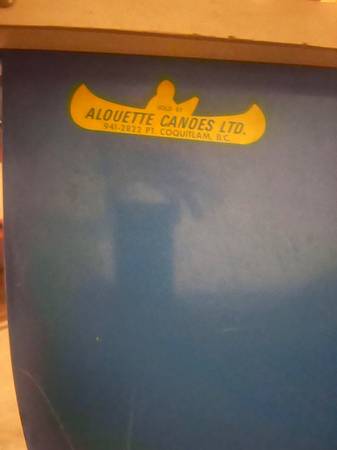 SOLD BY
ALOUETTE CANOES LTD.
941-2822 PT. COQUITLAM, B.C.